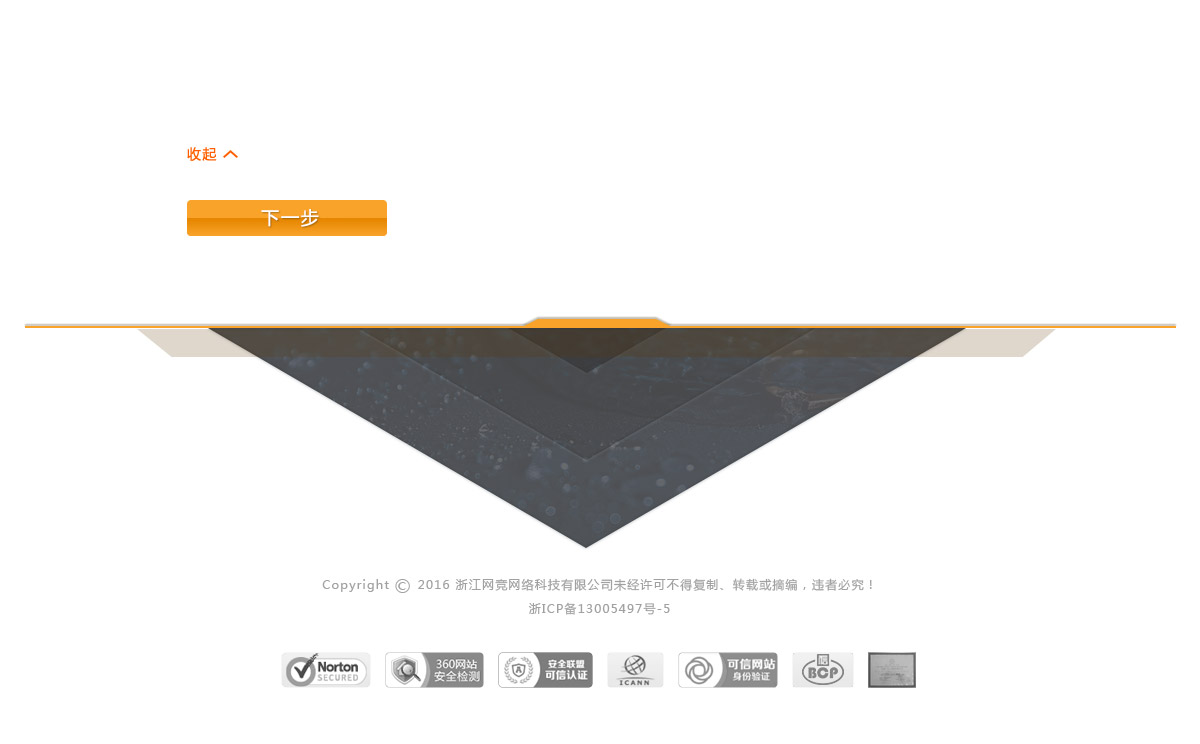 收起
下一步
Copyright © 2016 浙江网竞网络科技有限公司未经许可不得复制、转载或摘编，违者必究！
浙ICP备13005497号-5
Norton
SECURED
360网站
安全检测
安全联盟
可信认证
ICANN
可信网站
身份验证
BCP